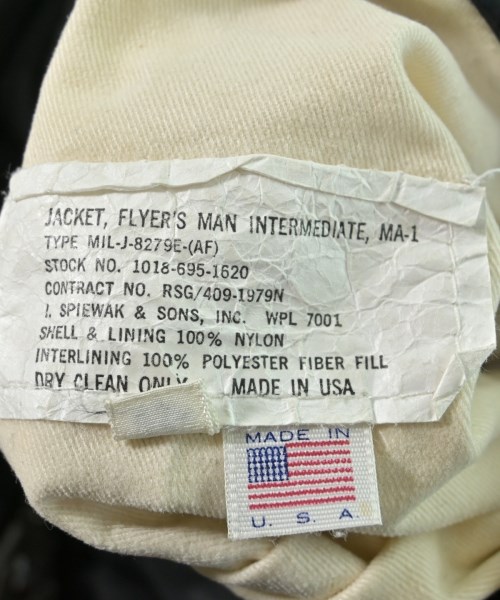 JACKET, FLYER'S MAN INTERMEDIATE, MA-1
TYPE MIL-J-8279E-(AF)
STOCK NO. 1018-695-1620
CONTRACT NO. RSG/409-1979N
I. SPIEWAK & SONS, INC. WPL 7001
SHELL & LINING 100% NYLON
INTERLINING 100% POLYESTER FIBER FILL
DRY CLEAN ONLY MADE IN USA
MADE IN
U. S. A